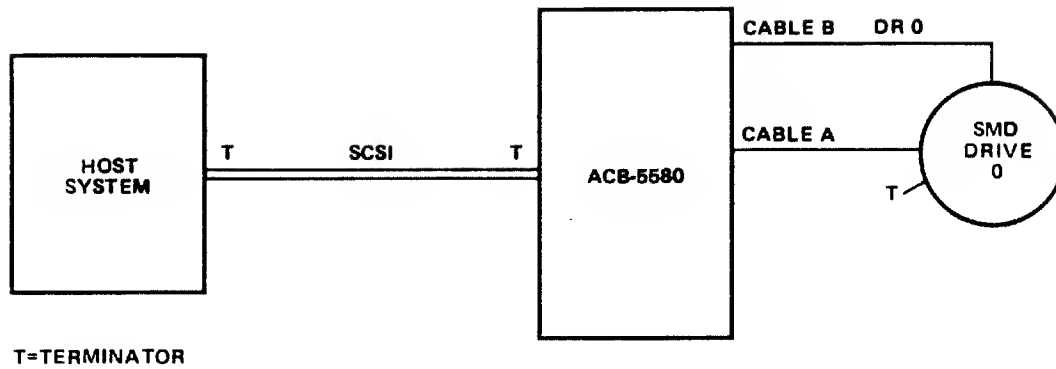 CABLE B DR 0
HOST
SYSTEM
T SCSI T
ACB-5580
CABLE A
SMD
DRIVE
0
T
T=TERMINATOR